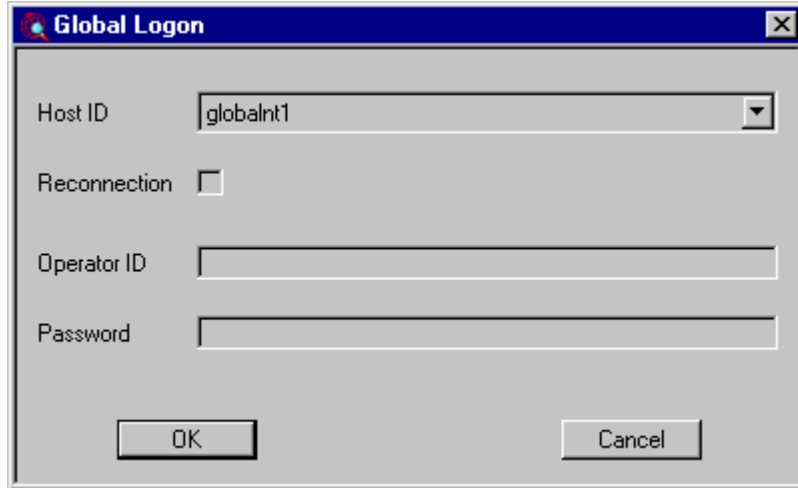 Global Logon
Host ID globalnt1
Reconnection
Operator ID
Password
OK Cancel